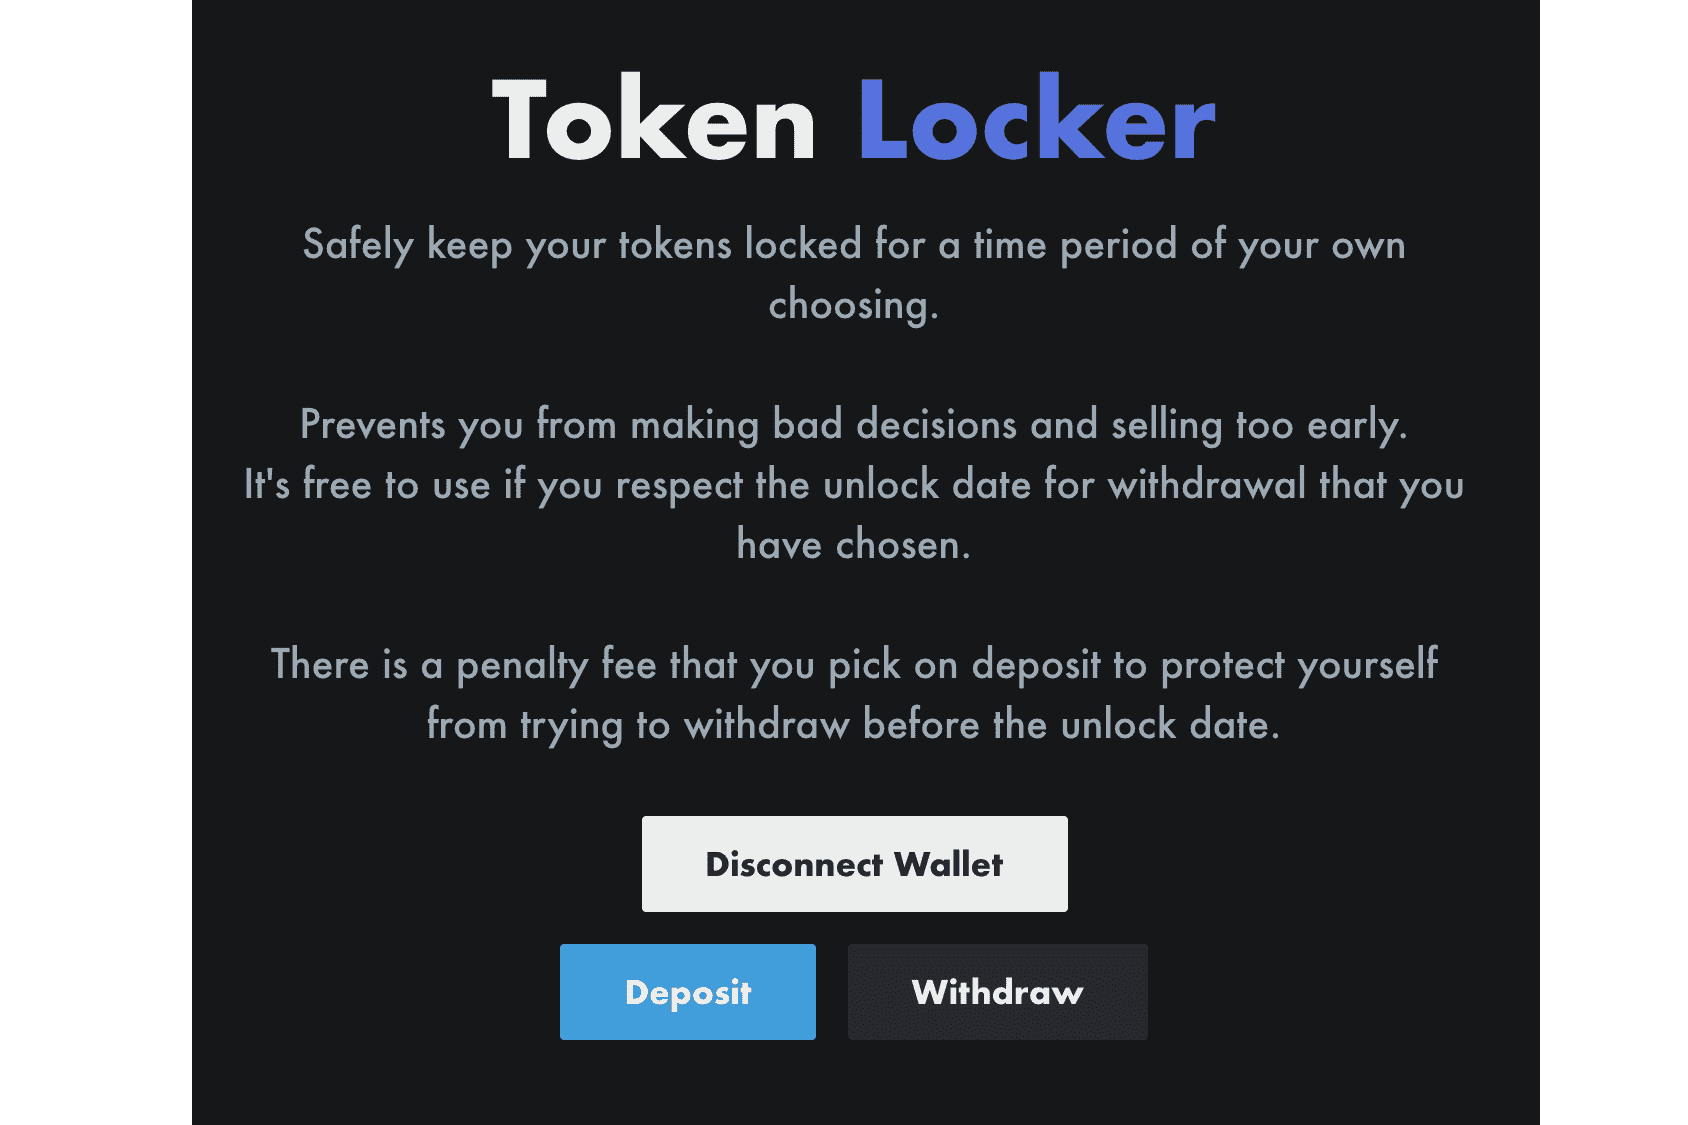 Token Locker
Safely keep your tokens locked for a time period of your own
choosing.
Prevents you from making bad decisions and selling too early.
It's free to use if you respect the unlock date for withdrawal that you
have chosen.
There is a penalty fee that you pick on deposit to protect yourself
from trying to withdraw before the unlock date.
Disconnect Wallet
Deposit Withdraw